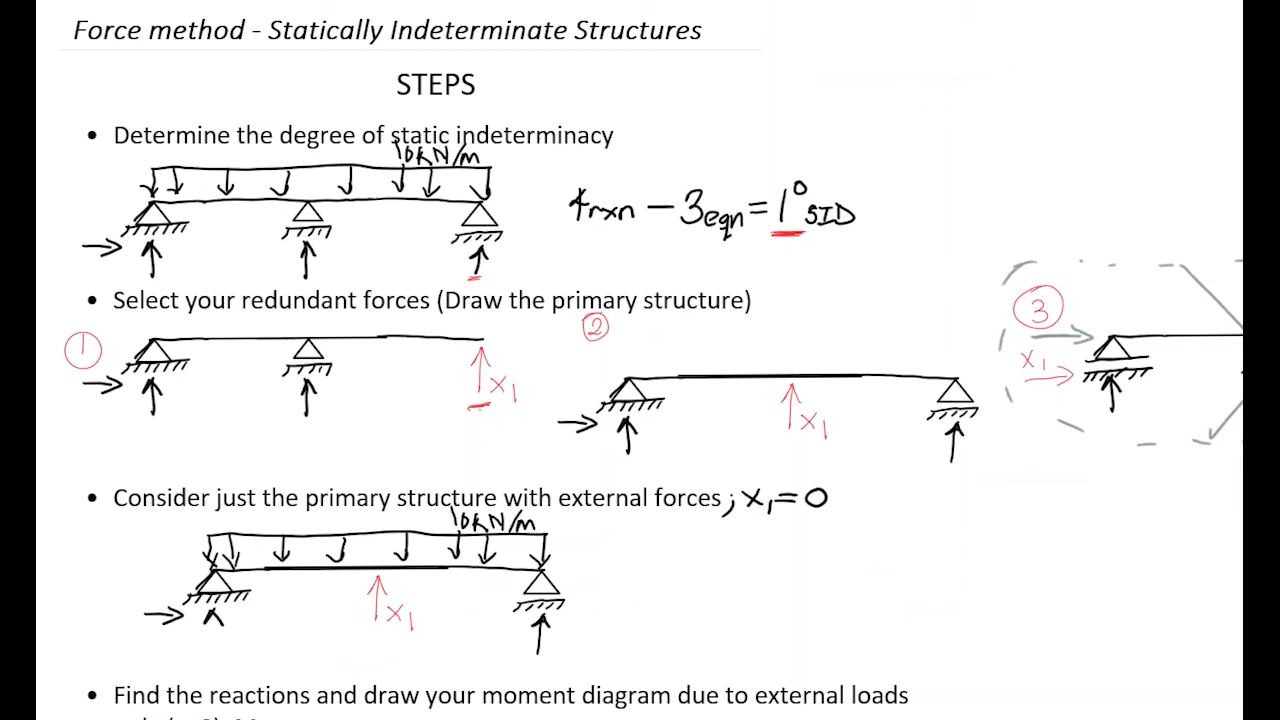 Force method - Statically Indeterminate Structures
STEPS
• Determine the degree of static indeterminacy
10kN/m
4rxn - 3eqn = 1° SID
• Select your redundant forces (Draw the primary structure)
1
2
3
x1
x1
x1
• Consider just the primary structure with external forces ; x1 = 0
10kN/m
x1
• Find the reactions and draw your moment diagram due to external loads